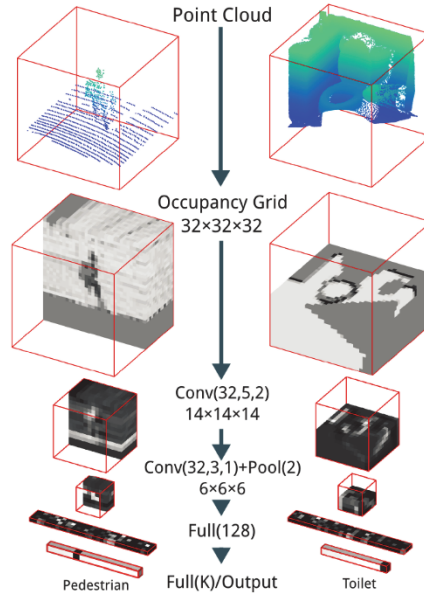 Point Cloud
Occupancy Grid
32×32×32
Conv(32,5,2)
14×14×14
Conv(32,3,1)+Pool(2)
6×6×6
Full(128)
Pedestrian
Full(K)/Output
Toilet